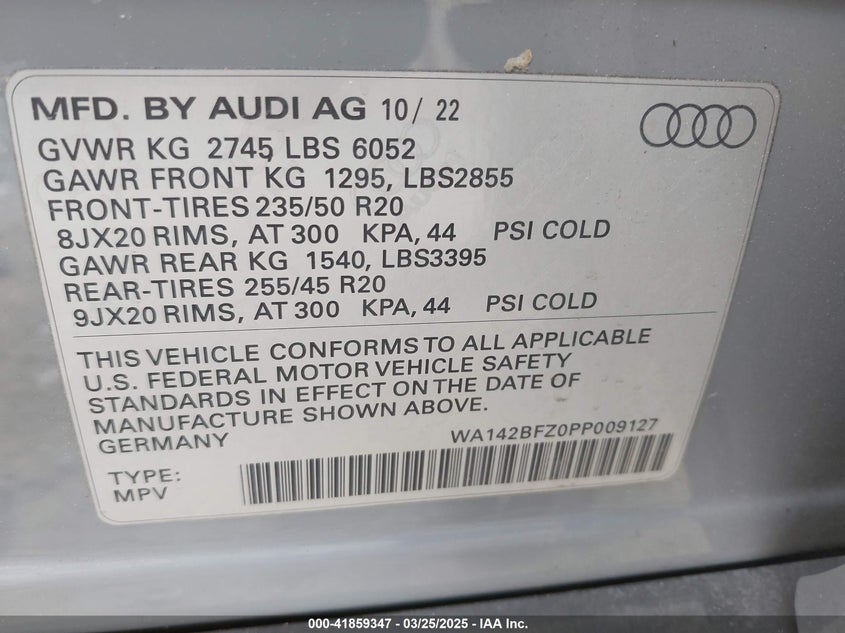 MFD. BY AUDI AG 10/ 22
GVWR KG 2745, LBS 6052
GAWR FRONT KG 1295, LBS2855
FRONT-TIRES 235/50 R20
8JX20 RIMS, AT 300 KPA, 44 PSI COLD
GAWR REAR KG 1540, LBS3395
REAR-TIRES 255/45 R20
9JX20 RIMS, AT 300 KPA, 44 PSI COLD
THIS VEHICLE CONFORMS TO ALL APPLICABLE
U.S. FEDERAL MOTOR VEHICLE SAFETY
STANDARDS IN EFFECT ON THE DATE OF
MANUFACTURE SHOWN ABOVE.
GERMANY WA142BFZ0PP009127
TYPE:
MPV
000-41859347 / 03/25/2025 - IAA Inc.